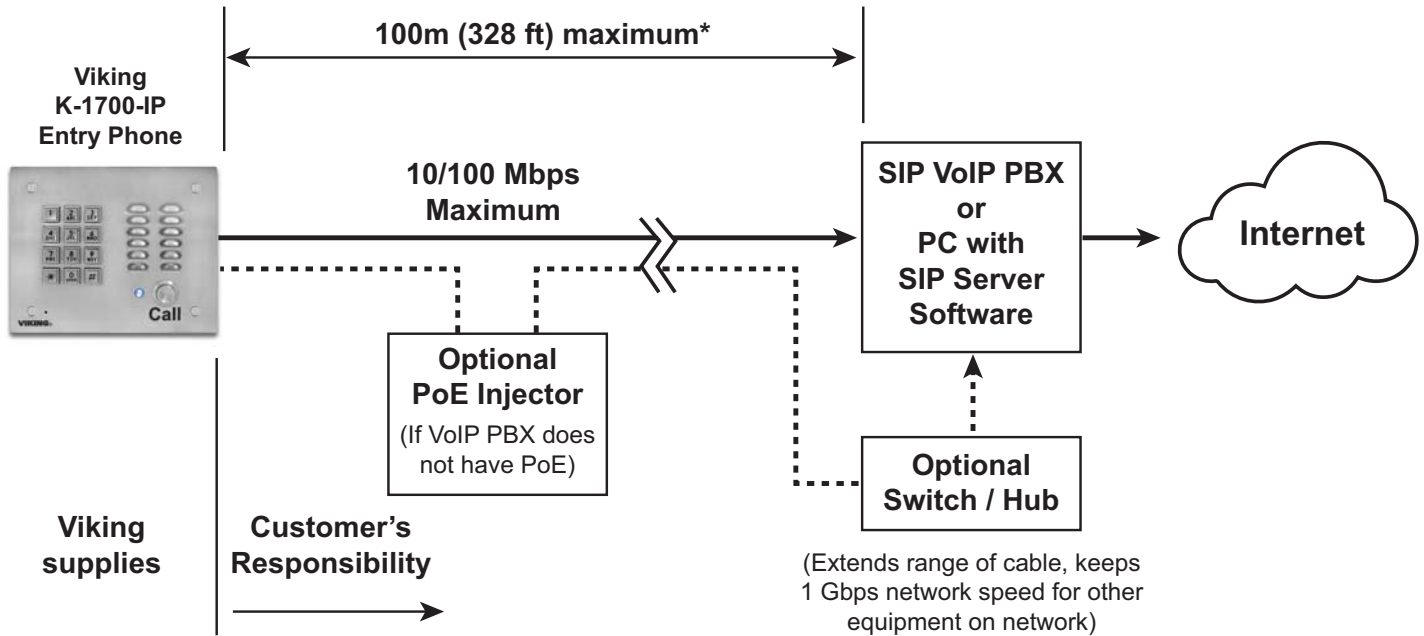 100m (328 ft) maximum*
Viking
K-1700-IP
Entry Phone
10/100 Mbps
Maximum
SIP VoIP PBX
or
PC with
SIP Server
Software
Internet
Call
VIKING
Optional
PoE Injector
(If VoIP PBX does
not have PoE)
Optional
Switch / Hub
Viking
supplies
Customer's
Responsibility
(Extends range of cable, keeps
1 Gbps network speed for other
equipment on network)